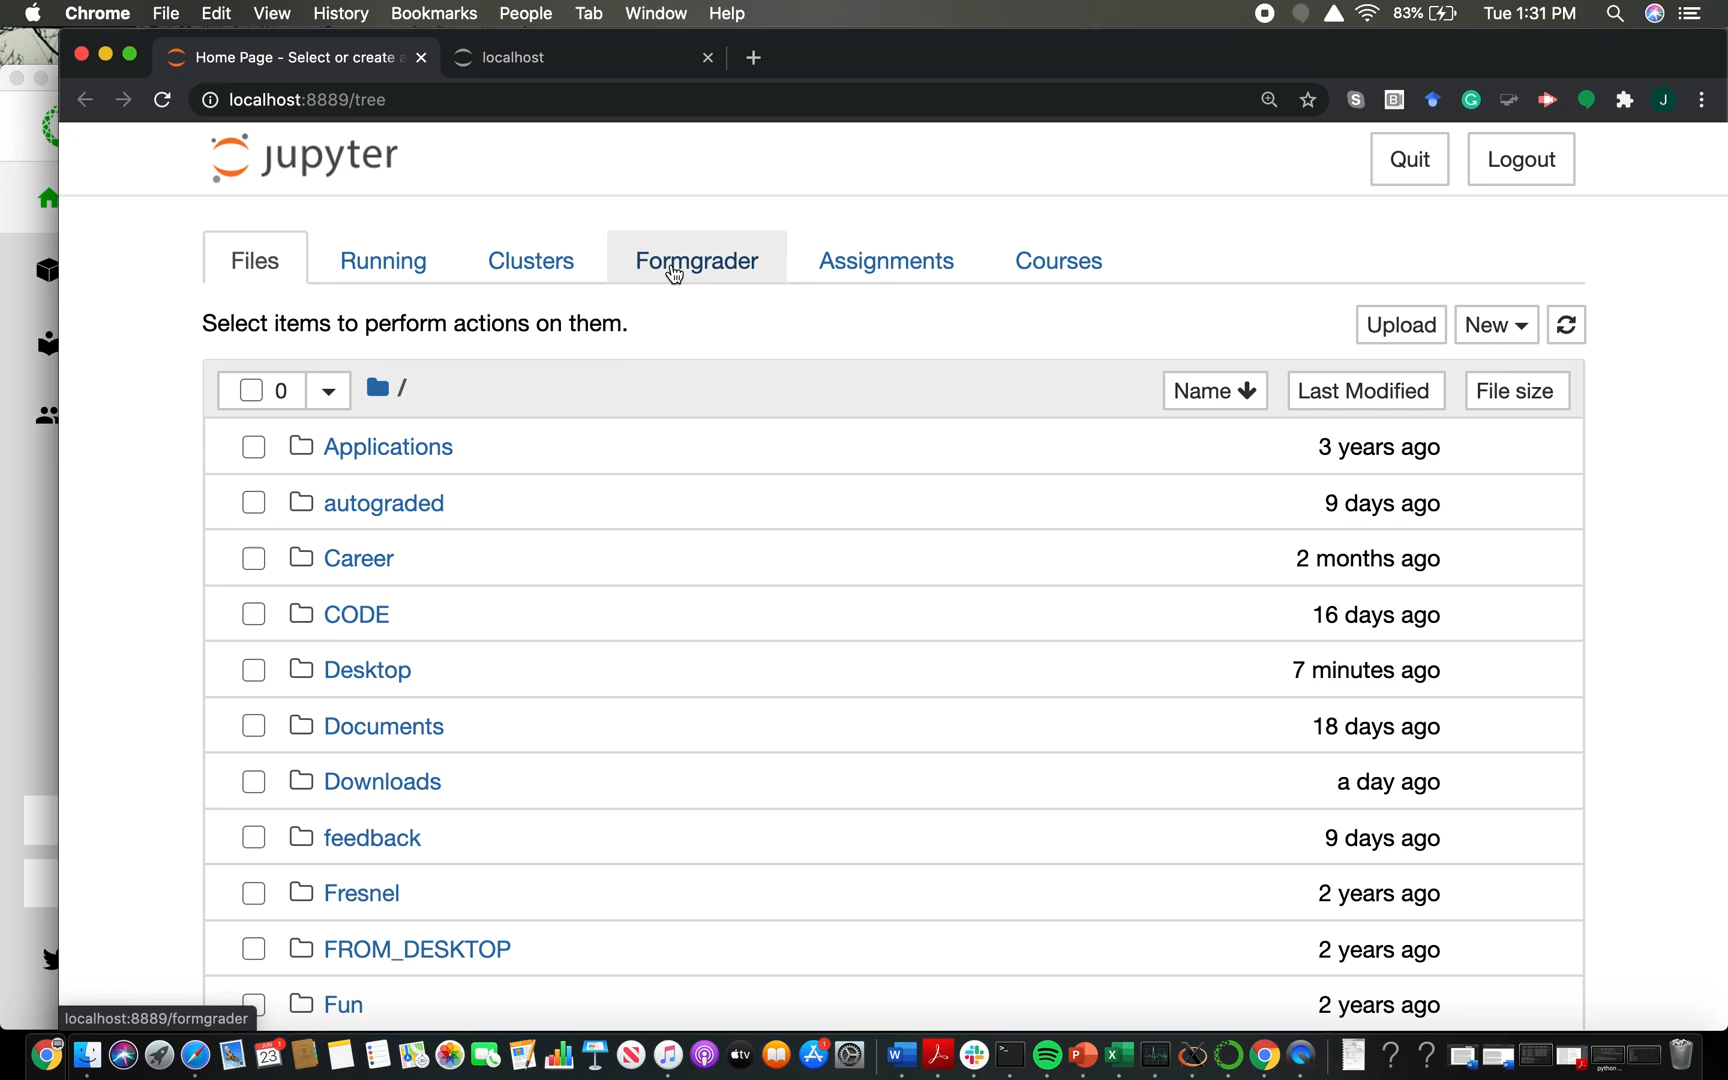 Chrome File Edit View History Bookmarks People Tab Window Help 83% Tue 1:31 PM
Home Page - Select or create a localhost
localhost:8889/tree
jupyter
Quit Logout
Files Running Clusters Formgrader Assignments Courses
Select items to perform actions on them.
Upload New
0 / Name Last Modified File size
Applications 3 years ago
autograded 9 days ago
Career 2 months ago
CODE 16 days ago
Desktop 7 minutes ago
Documents 18 days ago
Downloads a day ago
feedback 9 days ago
Fresnel 2 years ago
FROM_DESKTOP 2 years ago
Fun 2 years ago
localhost:8889/formgrader